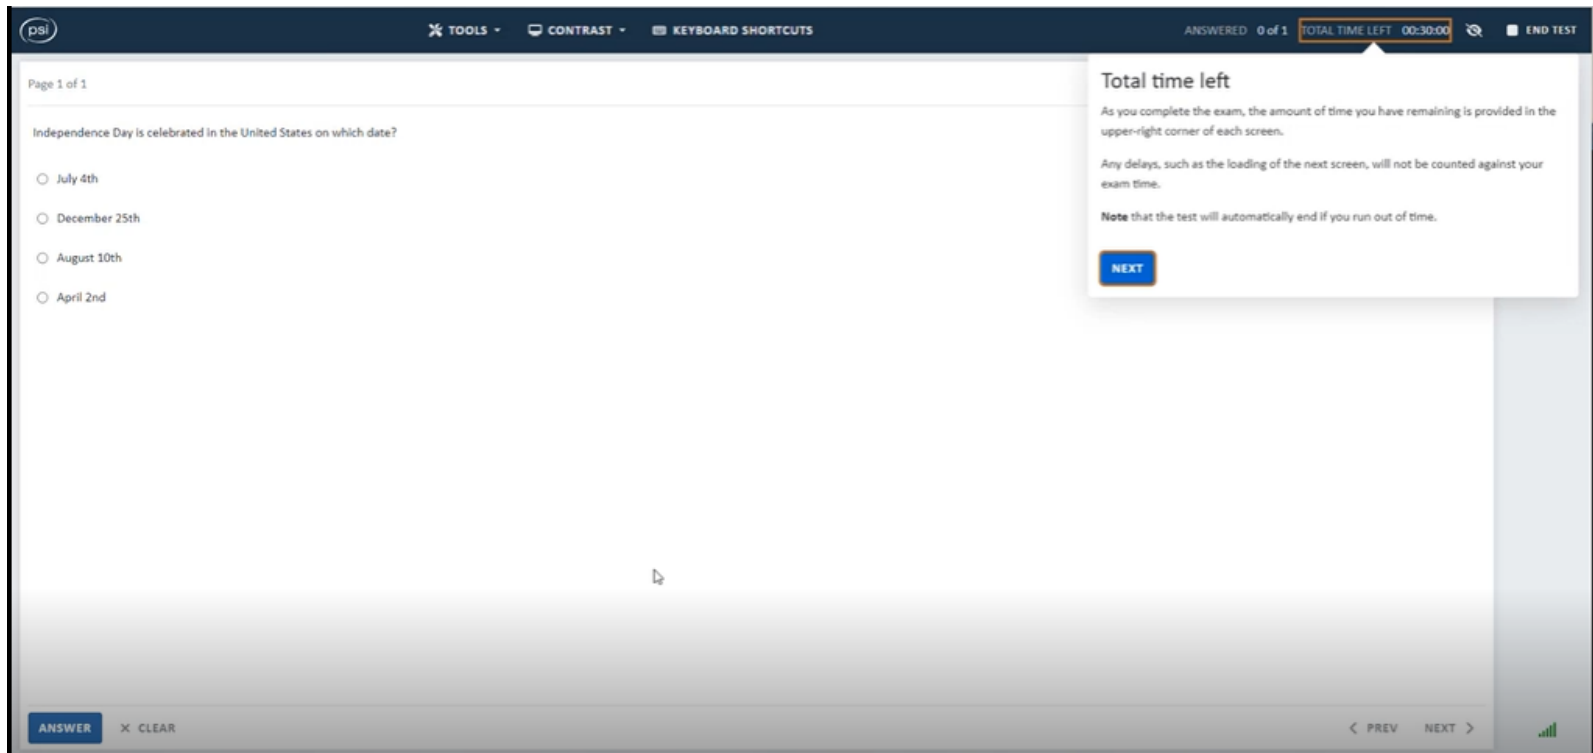 psi TOOLS CONTRAST KEYBOARD SHORTCUTS ANSWERED 0 of 1 TOTAL TIME LEFT 00:30:00 END TEST
Page 1 of 1
Independence Day is celebrated in the United States on which date?
July 4th
December 25th
August 10th
April 2nd
Total time left
As you complete the exam, the amount of time you have remaining is provided in the
upper-right corner of each screen.
Any delays, such as the loading of the next screen, will not be counted against your
exam time.
Note that the test will automatically end if you run out of time.
NEXT
ANSWER CLEAR PREV NEXT